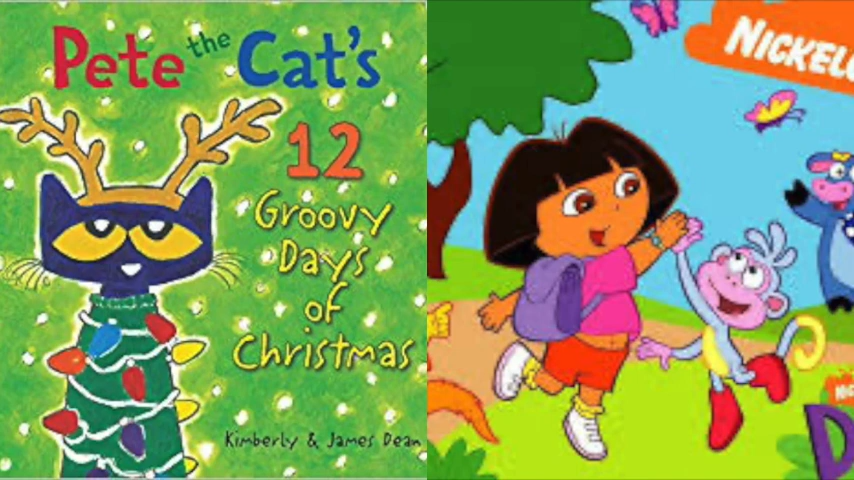 Pete the Cat's
12
Groovy
Days
of
Christmas
Kimberly & James Dean
NICKELO
D